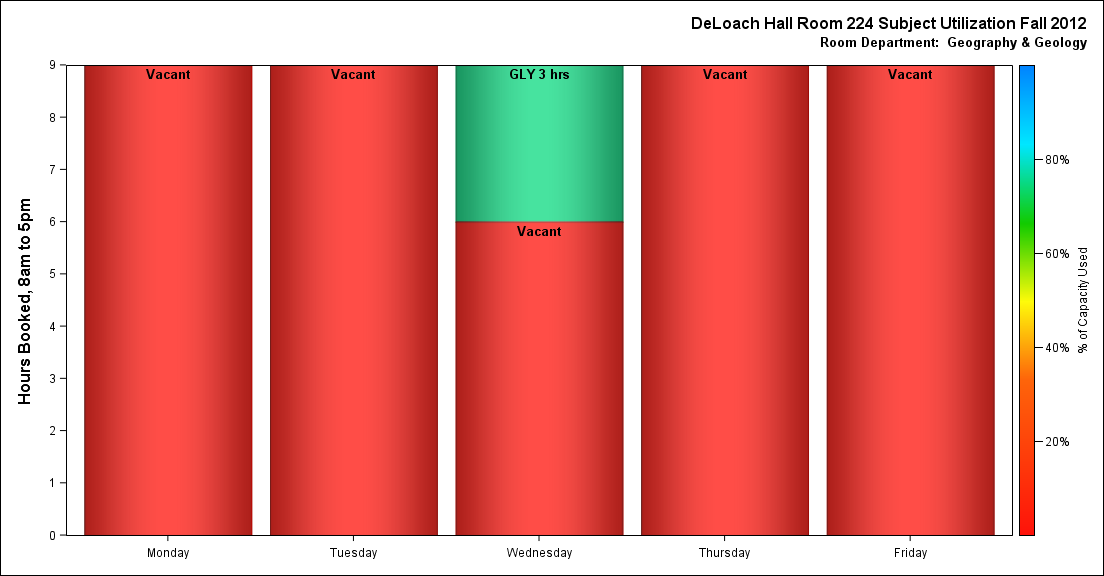 DeLoach Hall Room 224 Subject Utilization Fall 2012
Room Department:  Geography & Geology
Hours Booked, 8am to 5pm
9
8
7
6
5
4
3
2
1
0
Vacant
Vacant
GLY 3 hrs
Vacant
Vacant
Vacant
Monday
Tuesday
Wednesday
Thursday
Friday
80%
60%
40%
20%
% of Capacity Used